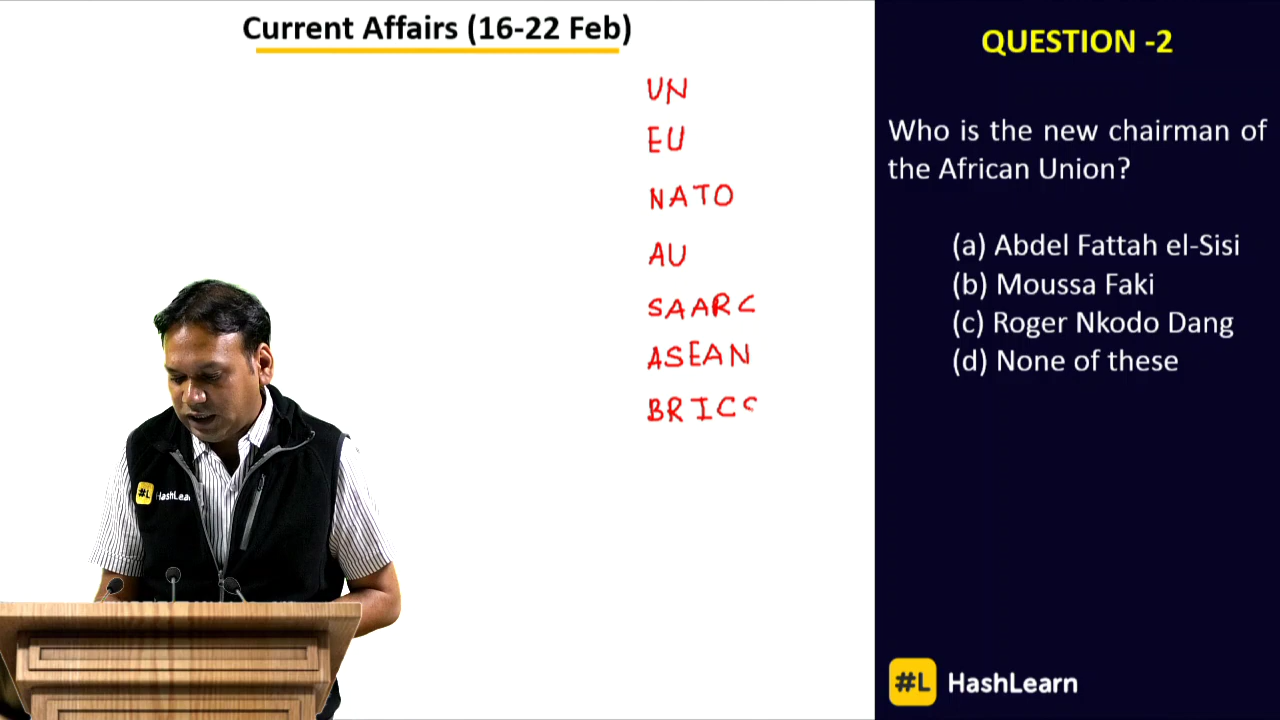 Current Affairs (16-22 Feb)
UN
EU
NATO
AU
SAARC
ASEAN
BRICS
QUESTION -2
Who is the new chairman of
the African Union?
(a) Abdel Fattah el-Sisi
(b) Moussa Faki
(c) Roger Nkodo Dang
(d) None of these
#L HashLearn
#L HashLear